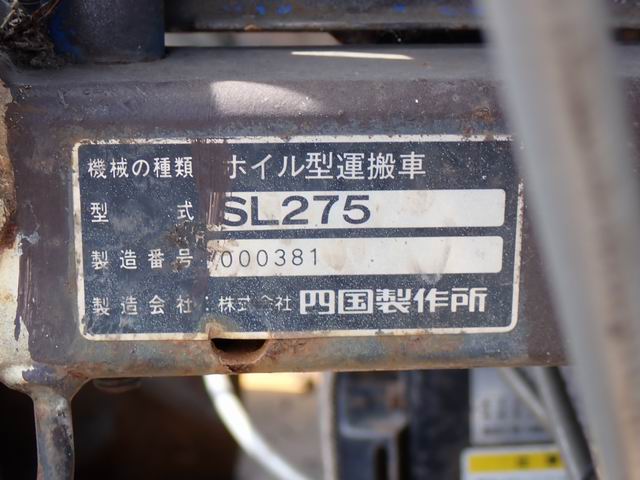 機械の種類 ホイル型運搬車
型式 SL275
製造番号 000381
製造会社 株式会社 四国製作所